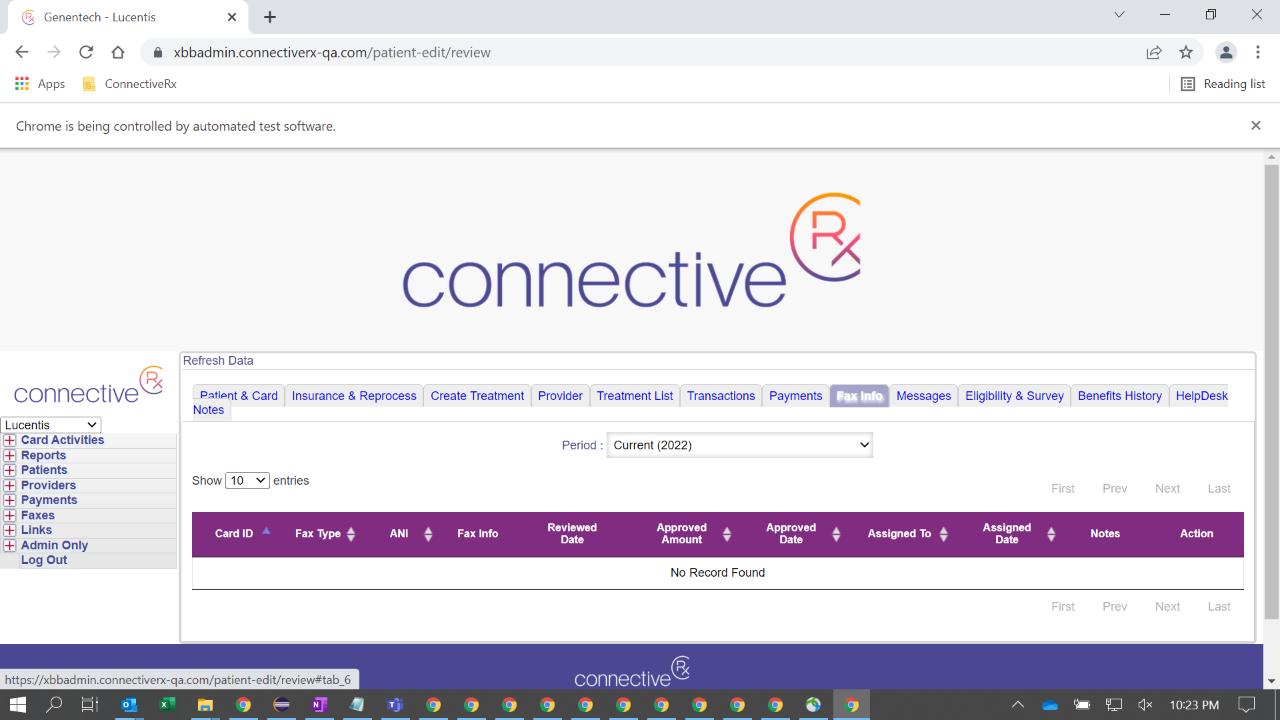 Genentech - Lucentis
xbbadmin.connectiverx-qa.com/patient-edit/review
Apps
ConnectiveRx
Reading list
Chrome is being controlled by automated test software.
connective Rx
connective Rx
Refresh Data
Patient & Card
Insurance & Reprocess
Create Treatment
Provider
Treatment List
Transactions
Payments
Fax Info
Messages
Eligibility & Survey
Benefits History
HelpDesk
Notes
Lucentis
Card Activities
Reports
Patients
Providers
Payments
Faxes
Links
Admin Only
Log Out
Period : Current (2022)
Show 10 entries
First Prev Next Last
Card ID
Fax Type
ANI
Fax Info
Reviewed
Date
Approved
Amount
Approved
Date
Assigned To
Assigned
Date
Notes
Action
No Record Found
First Prev Next Last
connective Rx
https://xbbadmin.connectiverx-qa.com/patient-edit/review#tab_6
10:23 PM